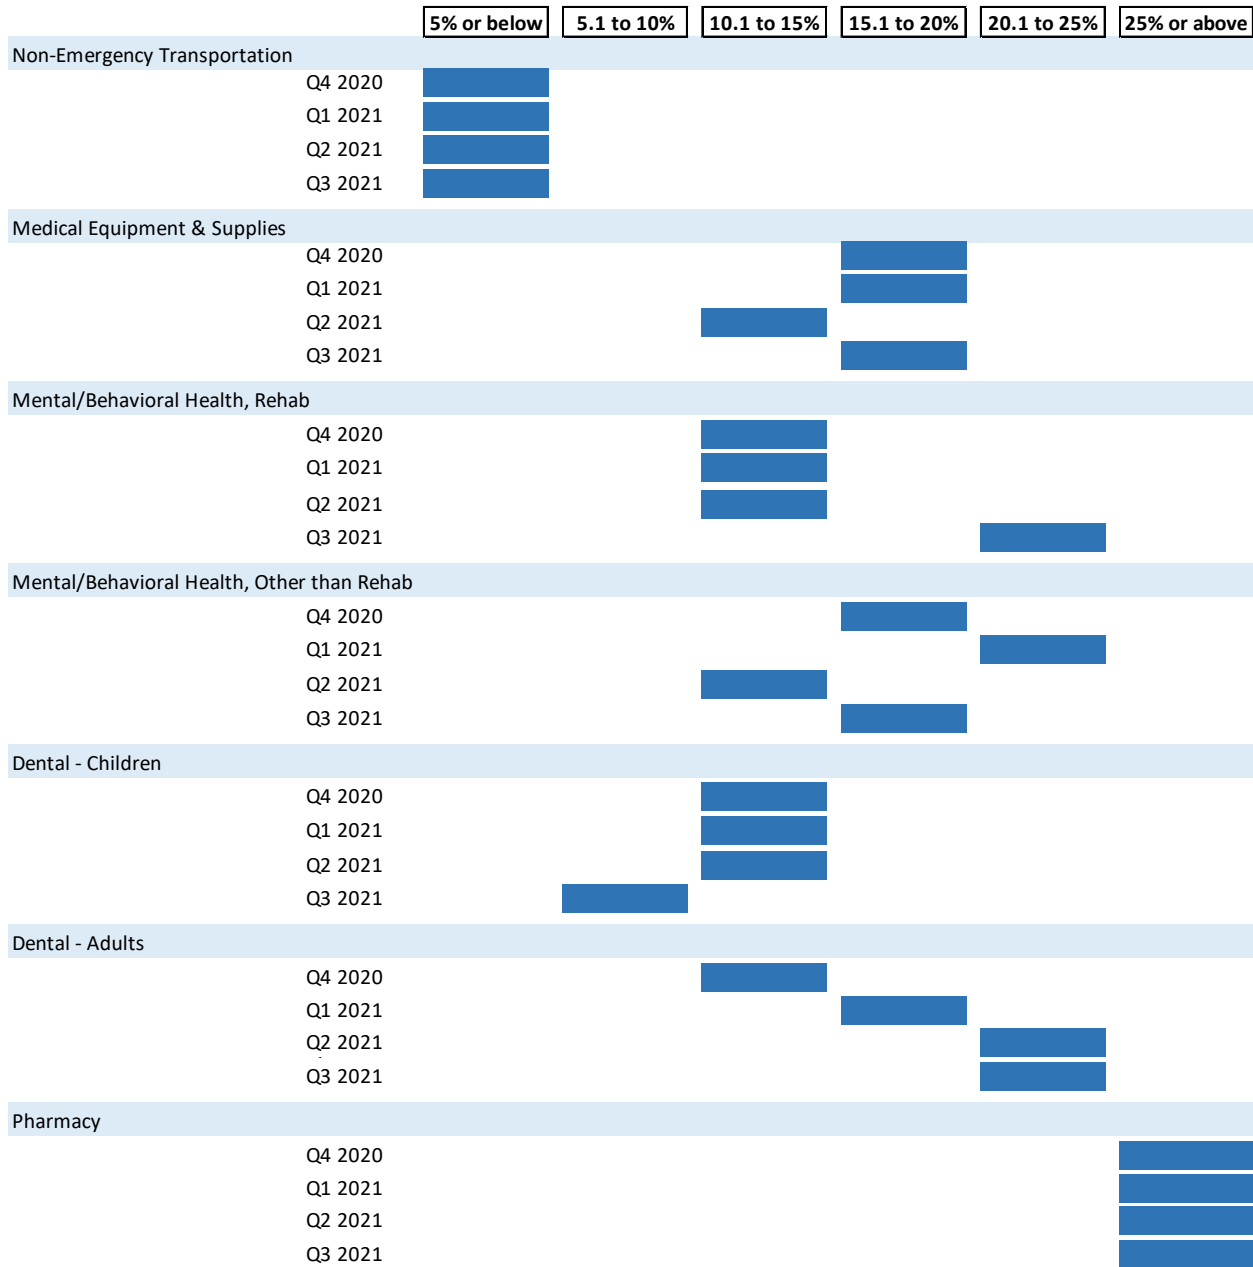 5% or below 5.1 to 10% 10.1 to 15% 15.1 to 20% 20.1 to 25% 25% or above
Non-Emergency Transportation
Q4 2020
Q1 2021
Q2 2021
Q3 2021
Medical Equipment & Supplies
Q4 2020
Q1 2021
Q2 2021
Q3 2021
Mental/Behavioral Health, Rehab
Q4 2020
Q1 2021
Q2 2021
Q3 2021
Mental/Behavioral Health, Other than Rehab
Q4 2020
Q1 2021
Q2 2021
Q3 2021
Dental - Children
Q4 2020
Q1 2021
Q2 2021
Q3 2021
Dental - Adults
Q4 2020
Q1 2021
Q2 2021
Q3 2021
Pharmacy
Q4 2020
Q1 2021
Q2 2021
Q3 2021